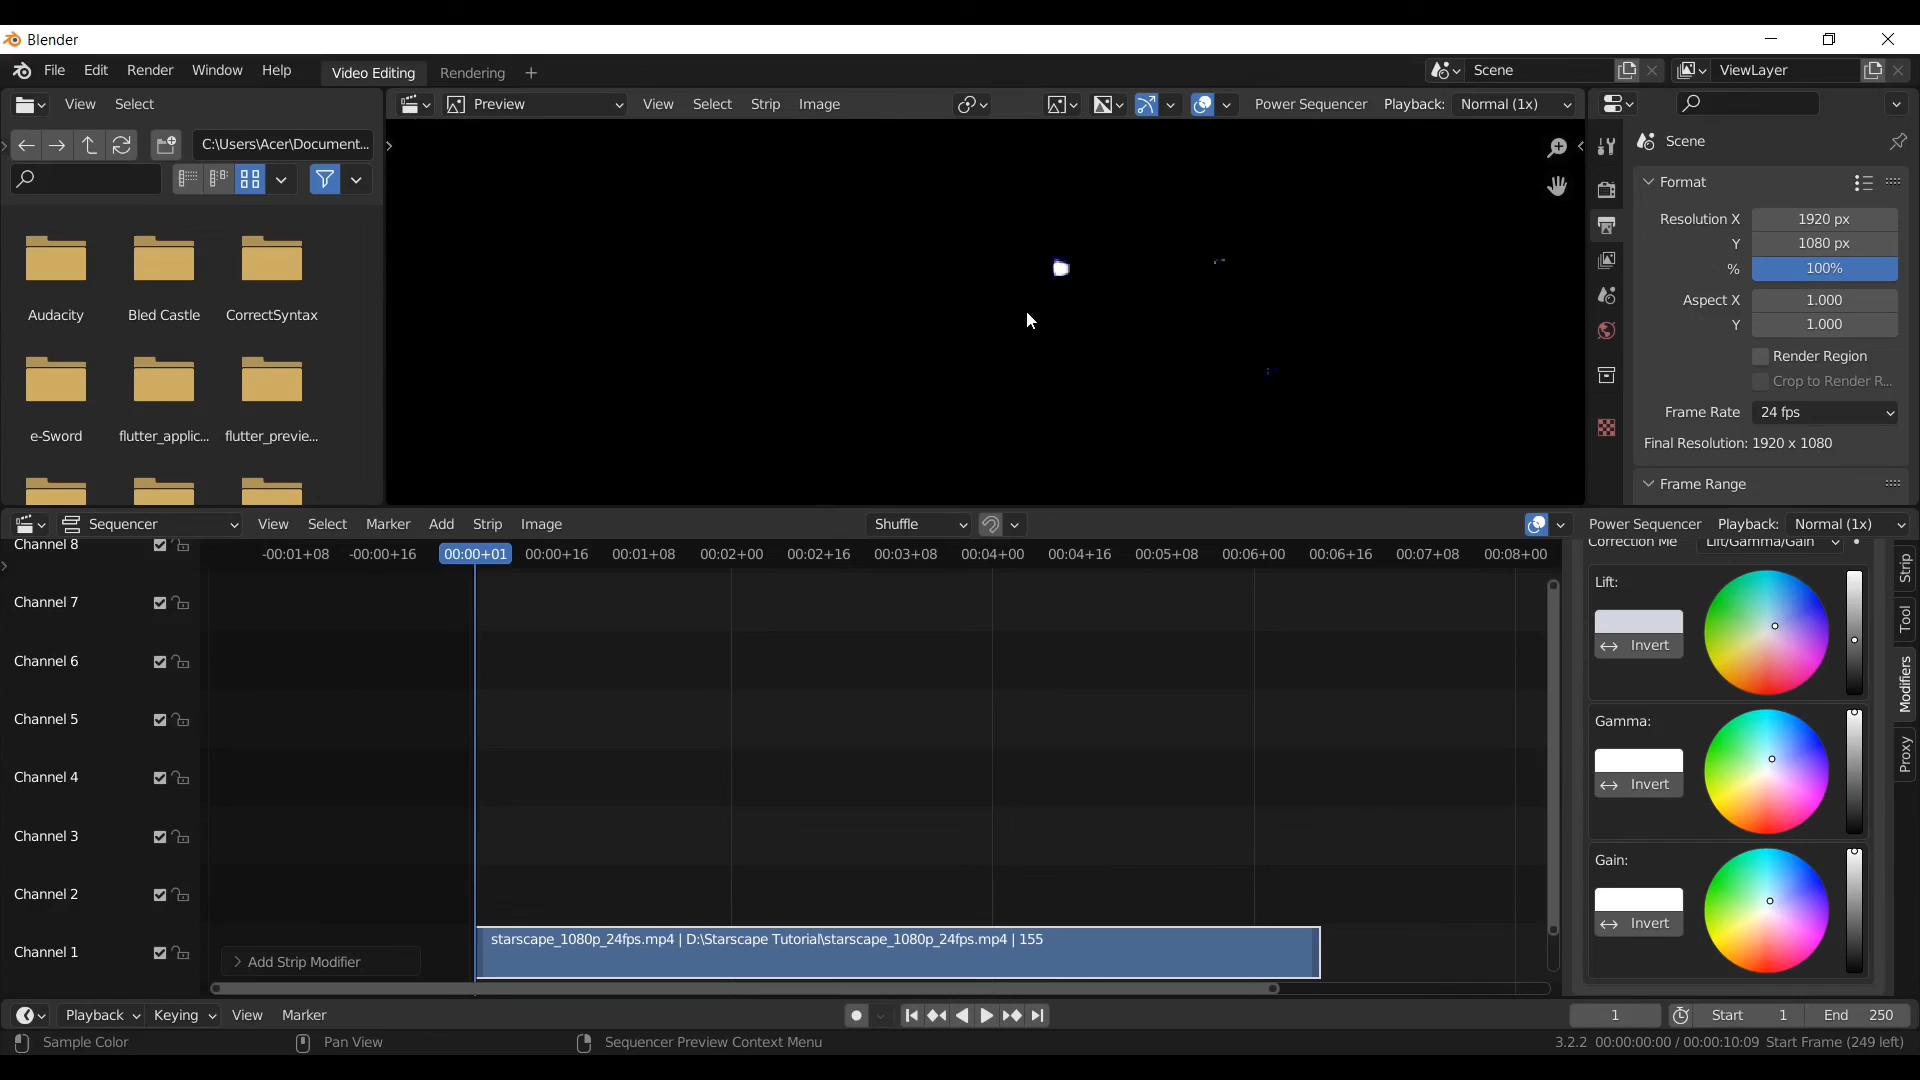 Blender
File Edit Render Window Help Video Editing Rendering + Scene ViewLayer
View Select Preview View Select Strip Image Power Sequencer Playback: Normal (1x)
C:\Users\Acer\Document...
Scene
Format
Resolution X 1920 px
Y 1080 px
% 100%
Aspect X 1.000
Y 1.000
Render Region
Crop to Render R...
Frame Rate 24 fps
Final Resolution: 1920 x 1080
Frame Range
Audacity Bled Castle CorrectSyntax
e-Sword flutter_applic... flutter_previe...
Sequencer View Select Marker Add Strip Image Shuffle Power Sequencer Playback: Normal (1x)
-00:01+08 -00:00+16 00:00+01 00:00+16 00:01+08 00:02+00 00:02+16 00:03+08 00:04+00 00:04+16 00:05+08 00:06+00 00:06+16 00:07+08 00:08+00
Channel 8
Channel 7
Channel 6
Channel 5
Channel 4
Channel 3
Channel 2
Channel 1
Add Strip Modifier
starscape_1080p_24fps.mp4 | D:\Starscape Tutorial\starscape_1080p_24fps.mp4 | 155
Correction Me Lift/Gamma/Gain
Lift:
Invert
Gamma:
Invert
Gain:
Invert
Strip
Tool
Modifiers
Proxy
Playback Keying View Marker 1 Start 1 End 250
Sample Color Pan View Sequencer Preview Context Menu 3.2.2 00:00:00:00 / 00:00:10:09 Start Frame (249 left)